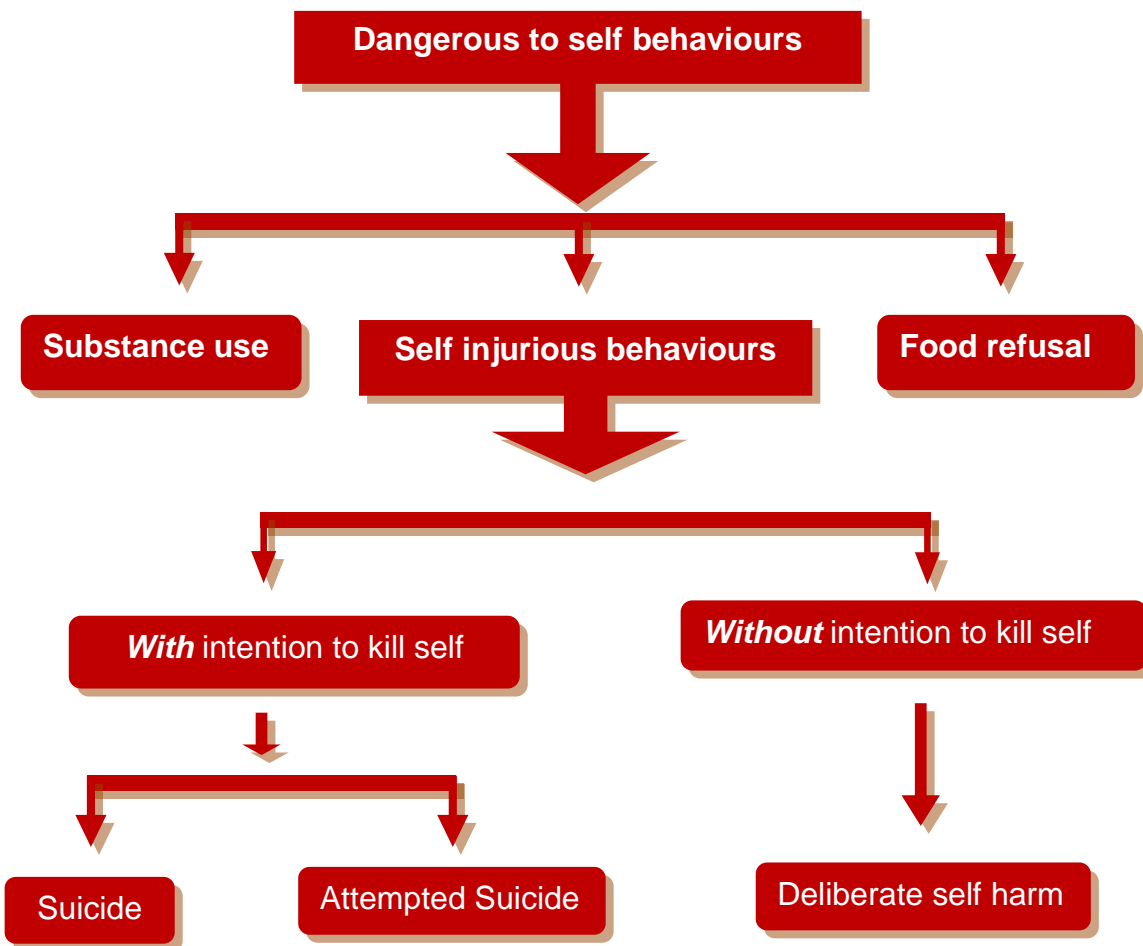 Dangerous to self behaviours
Substance use
Self injurious behaviours
Food refusal
With intention to kill self
Without intention to kill self
Suicide
Attempted Suicide
Deliberate self harm